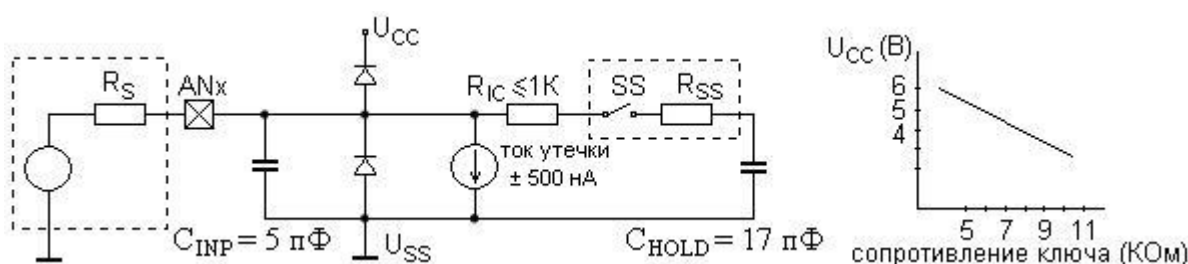 U_CC
R_S
ANx
R_IC ≤1К
SS
R_SS
ток утечки
± 500 нА
C_INP = 5 пФ
U_SS
C_HOLD = 17 пФ
U_CC (В)
6
5
4
5 7 9 11
сопротивление ключа (КОм)